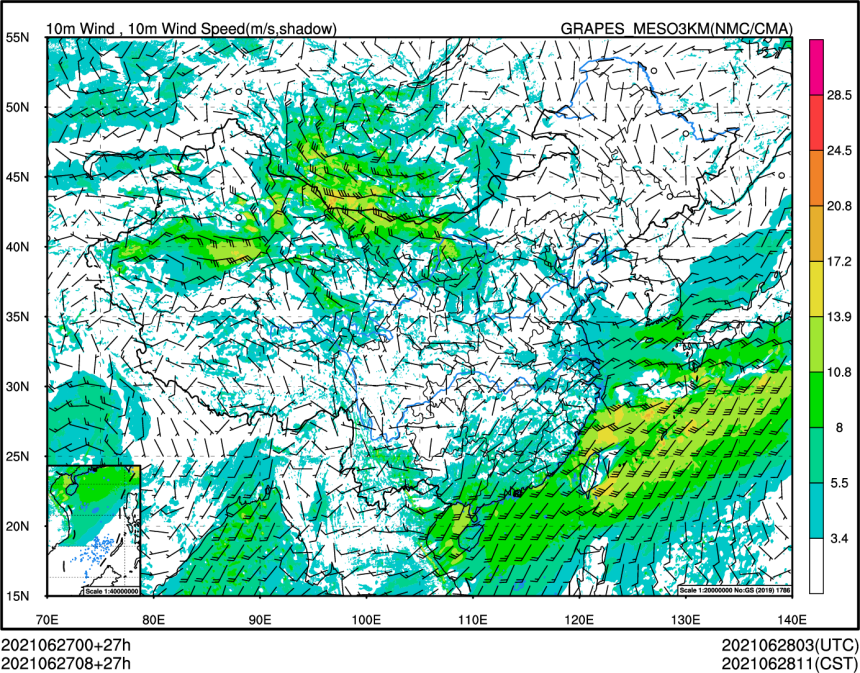 10m Wind , 10m Wind Speed(m/s,shadow) GRAPES_MESO3KM(NMC/CMA)
55N
50N
45N
40N
35N
30N
25N
20N
15N
28.5
24.5
20.8
17.2
13.9
10.8
8
5.5
3.4
Scale 1:40000000
Scale 1:20000000 No:GS (2019) 1786
70E 80E 90E 100E 110E 120E 130E 140E
2021062700+27h 2021062803(UTC)
2021062708+27h 2021062811(CST)